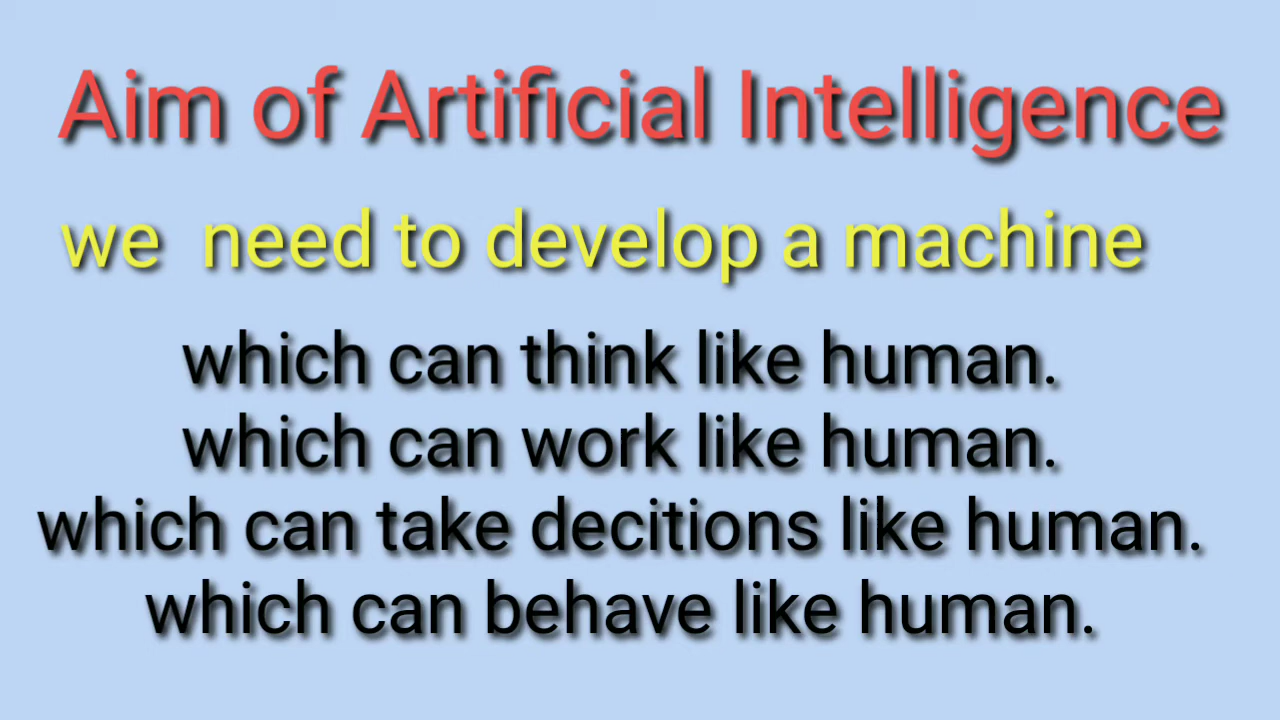 Aim of Artificial Intelligence
we need to develop a machine
which can think like human.
which can work like human.
which can take decitions like human.
which can behave like human.